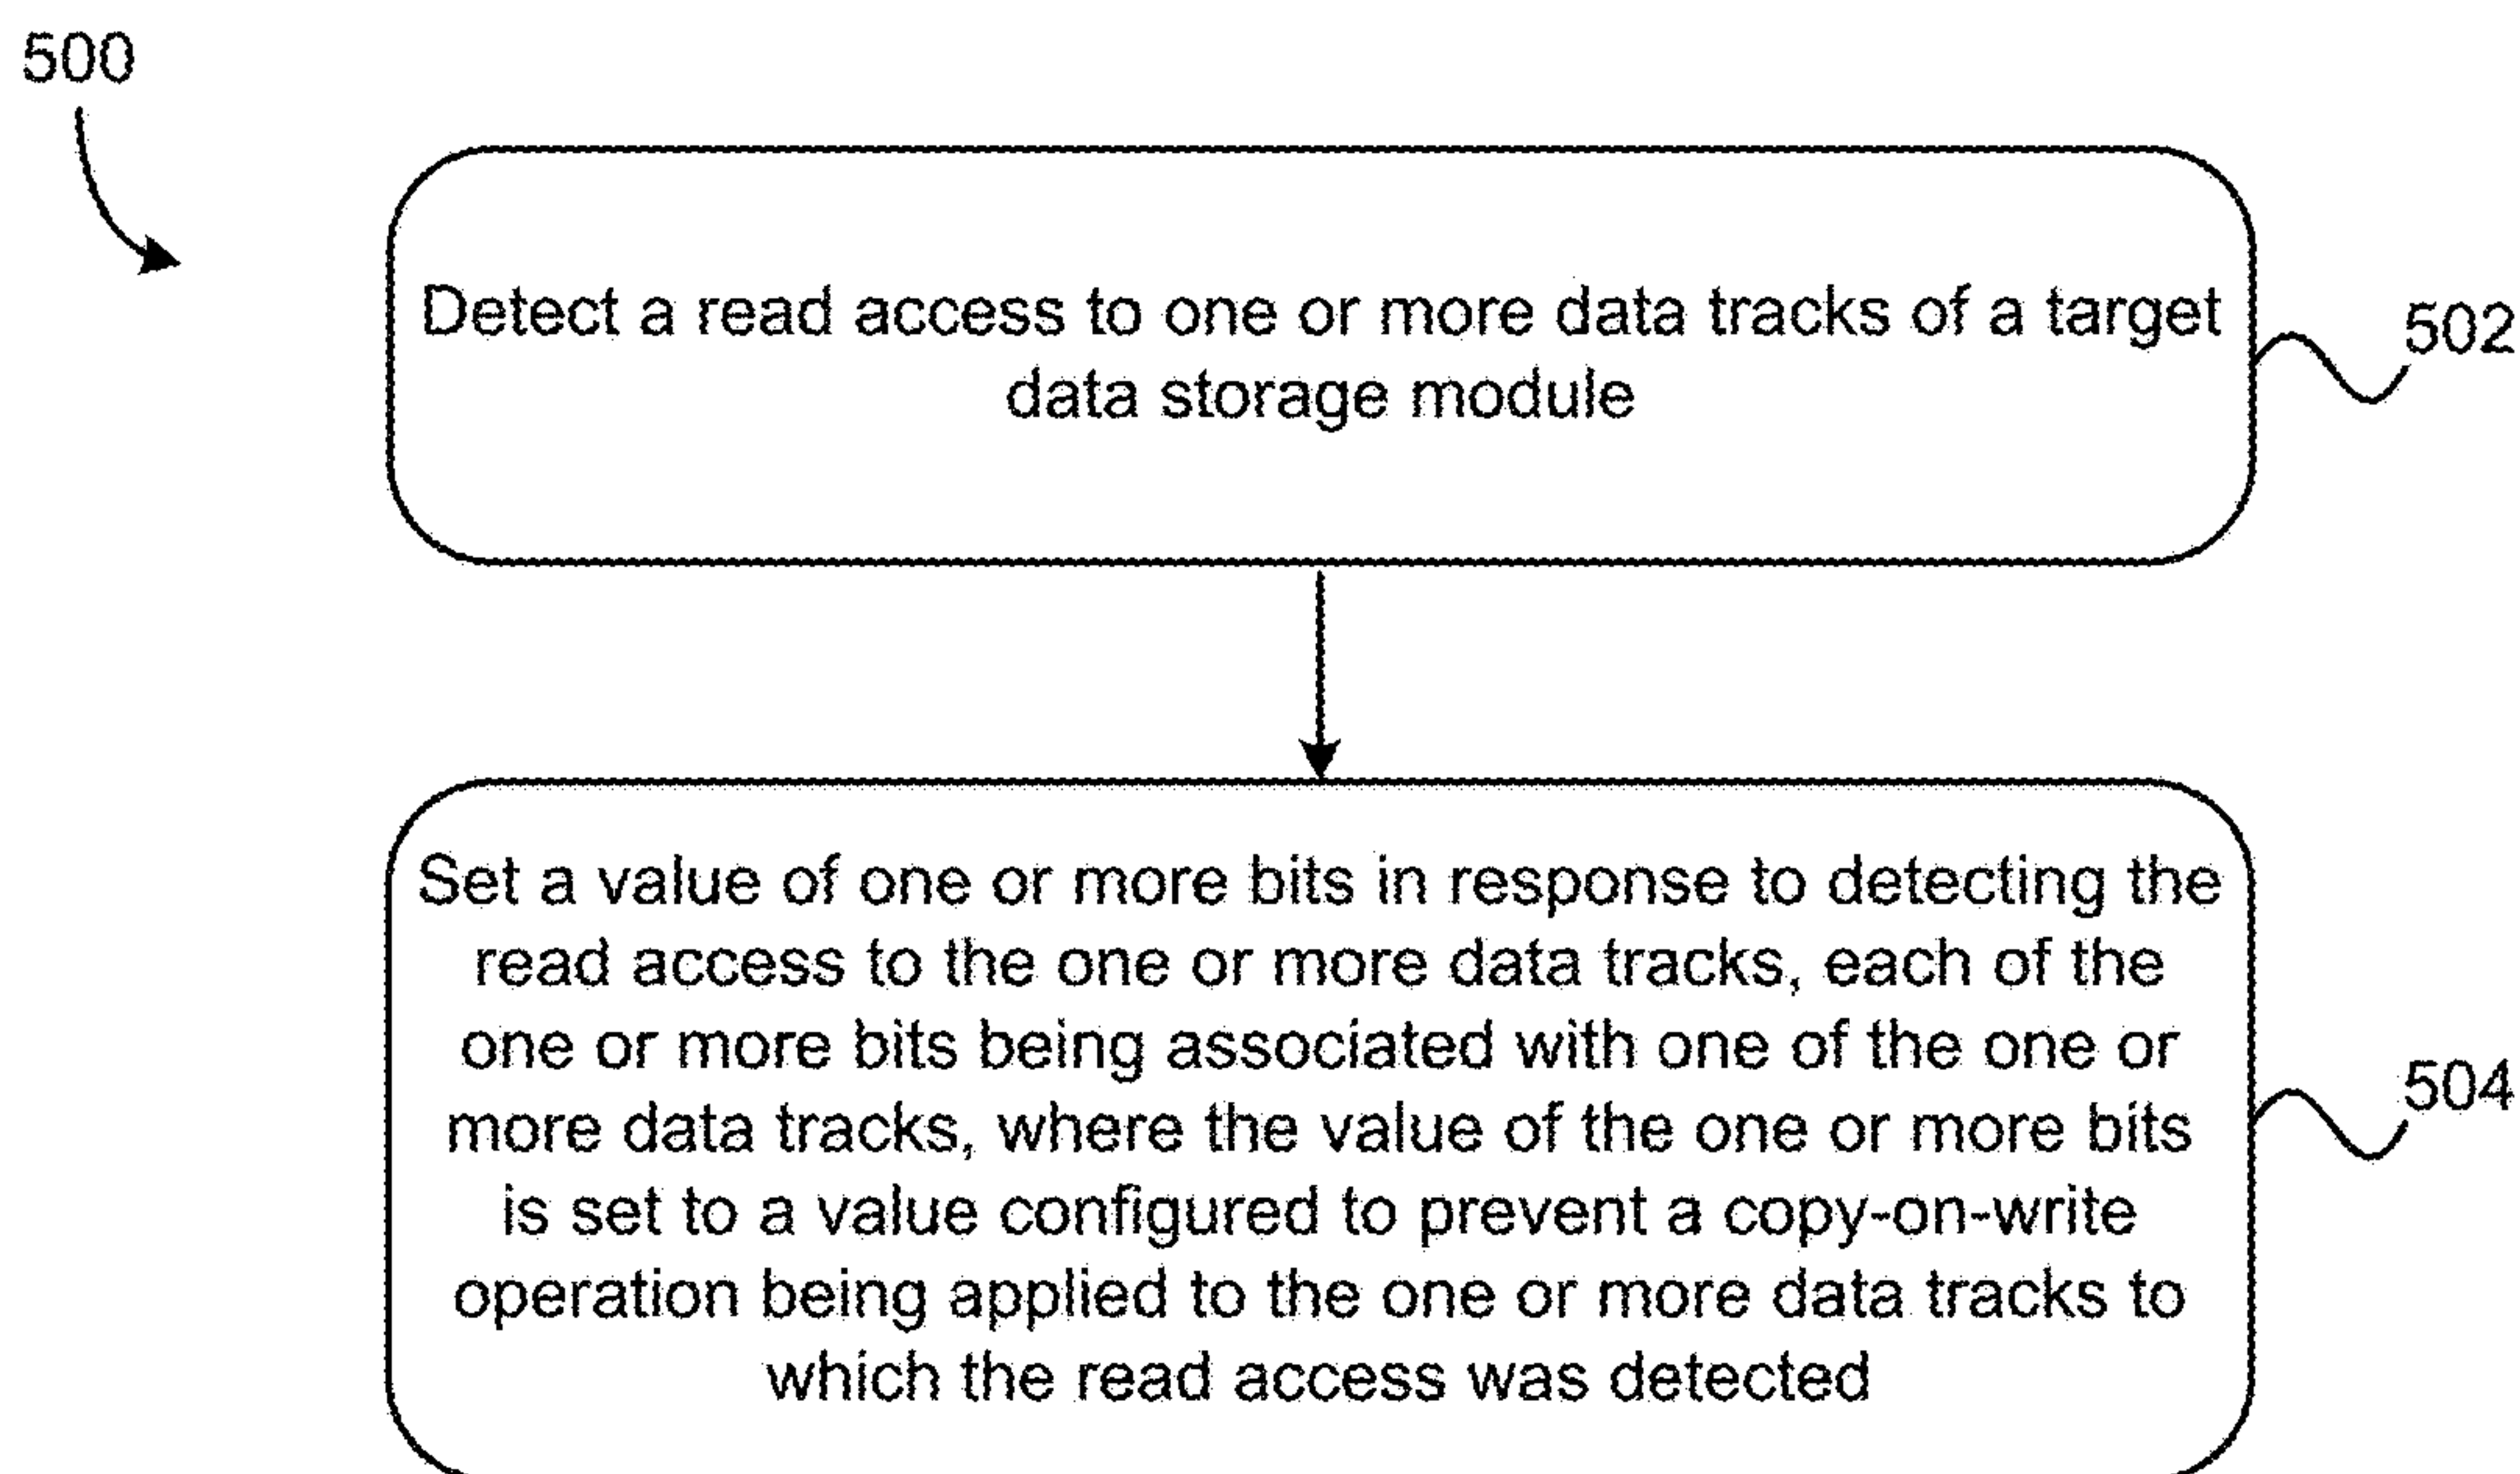 500
Detect a read access to one or more data tracks of a target
data storage module
502
Set a value of one or more bits in response to detecting the
read access to the one or more data tracks, each of the
one or more bits being associated with one of the one or
more data tracks, where the value of the one or more bits
is set to a value configured to prevent a copy-on-write
operation being applied to the one or more data tracks to
which the read access was detected
504